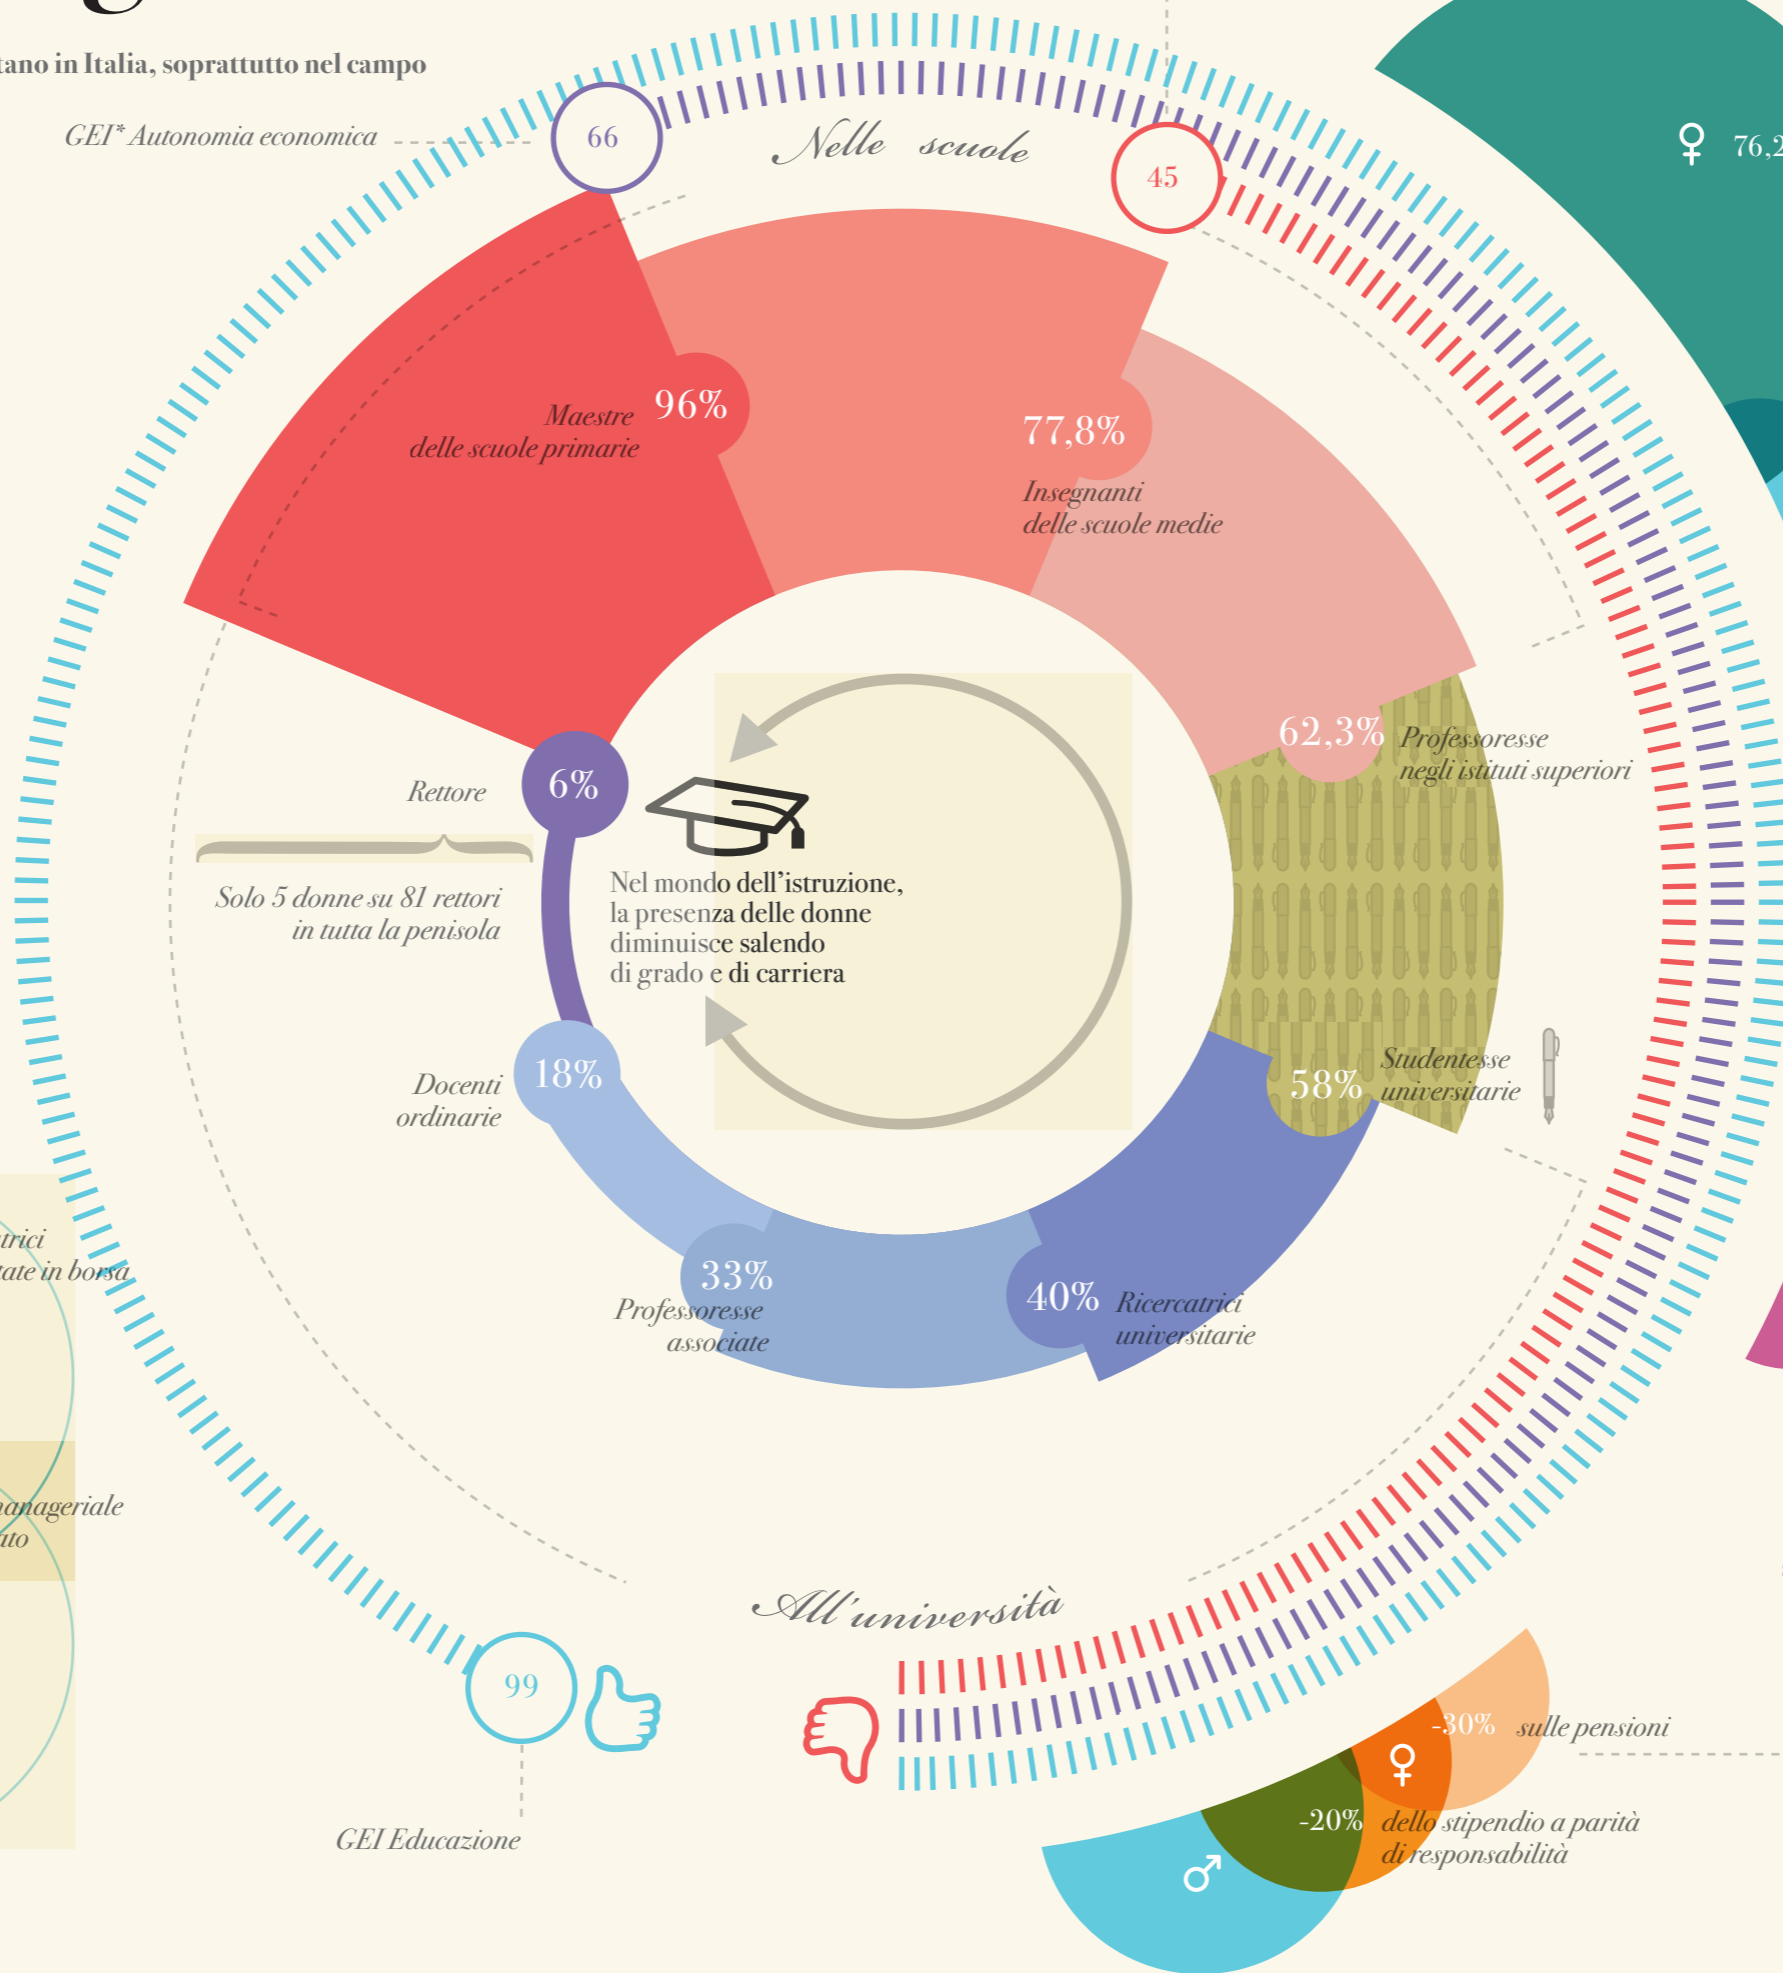 in Italia, soprattutto nel campo
GEI* Autonomia economica
66
Nelle scuole
45
76,2
Maestre
delle scuole primarie
96%
77,8%
Insegnanti
delle scuole medie
62,3%
Professoresse
negli istituti superiori
Rettore
6%
Solo 5 donne su 81 rettori
in tutta la penisola
Nel mondo dell’istruzione,
la presenza delle donne
diminuisce salendo
di grado e di carriera
58%
Studentesse
universitarie
Docenti
ordinarie
18%
33%
Professoresse
associate
40%
Ricercatrici
universitarie
in borsa
All'università
99
GEI Educazione
-30%
sulle pensioni
-20%
dello stipendio a parità
di responsabilità